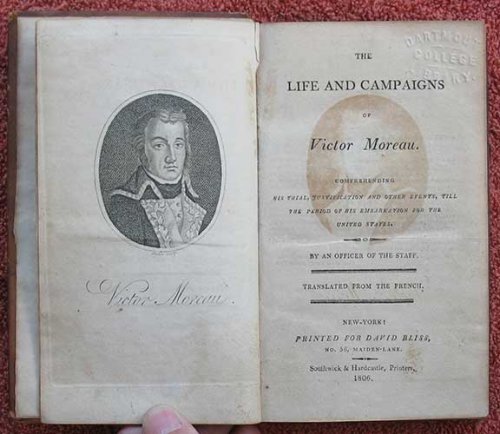 Victor Moreau.
DARTMOUTH
COLLEGE
THE
LIFE AND CAMPAIGNS
OF
Victor Moreau.
COMPREHENDING
HIS TRIAL, JUSTIFICATION AND OTHER EVENTS, TILL
THE PERIOD OF HIS EMBARKATION FOR THE
UNITED STATES.
BY AN OFFICER OF THE STAFF.
TRANSLATED FROM THE FRENCH.
NEW-YORK:
PRINTED FOR DAVID BLISS,
NO. 56, MAIDEN-LANE.
Southwick & Hardcastle, Printers,
1806.